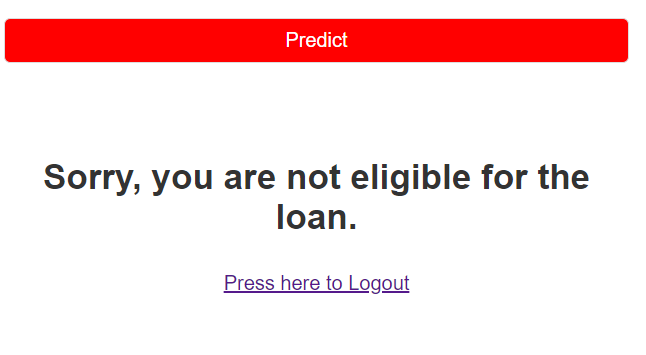 Predict
Sorry, you are not eligible for the
loan.
Press here to Logout